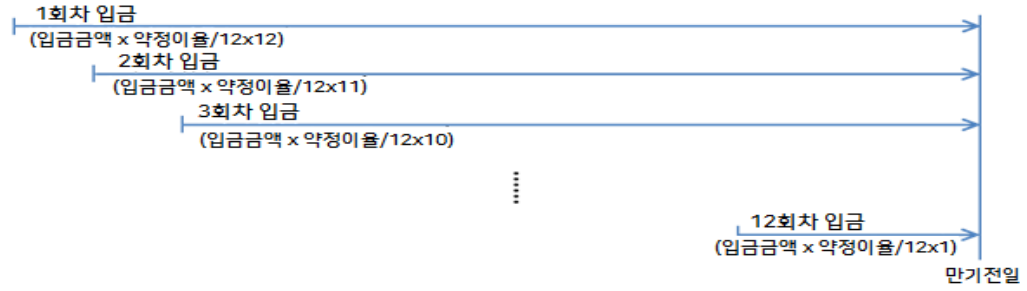 1회차 입금
(입금금액 x 약정이율/12x12)
2회차 입금
(입금금액 x 약정이율/12x11)
3회차 입금
(입금금액 x 약정이율/12x10)
12회차 입금
(입금금액 x 약정이율/12x1)
만기전일